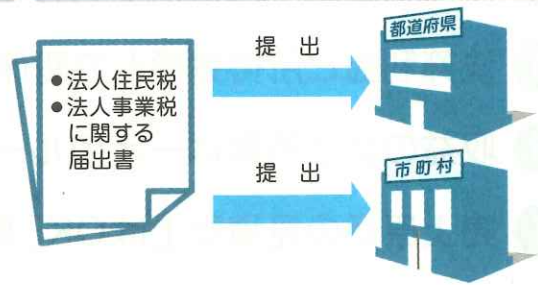 ●法人住民税
●法人事業税
に関する
届出書
提 出
都道府県
提 出
市町村